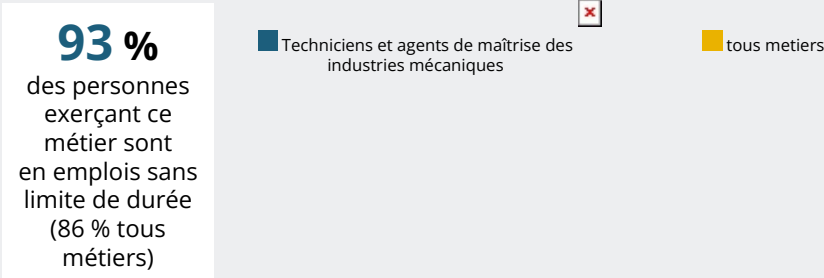 93 %
des personnes
exerçant ce
métier sont
en emplois sans
limite de durée
(86 % tous
métiers)
Techniciens et agents de maîtrise des
industries mécaniques
tous metiers